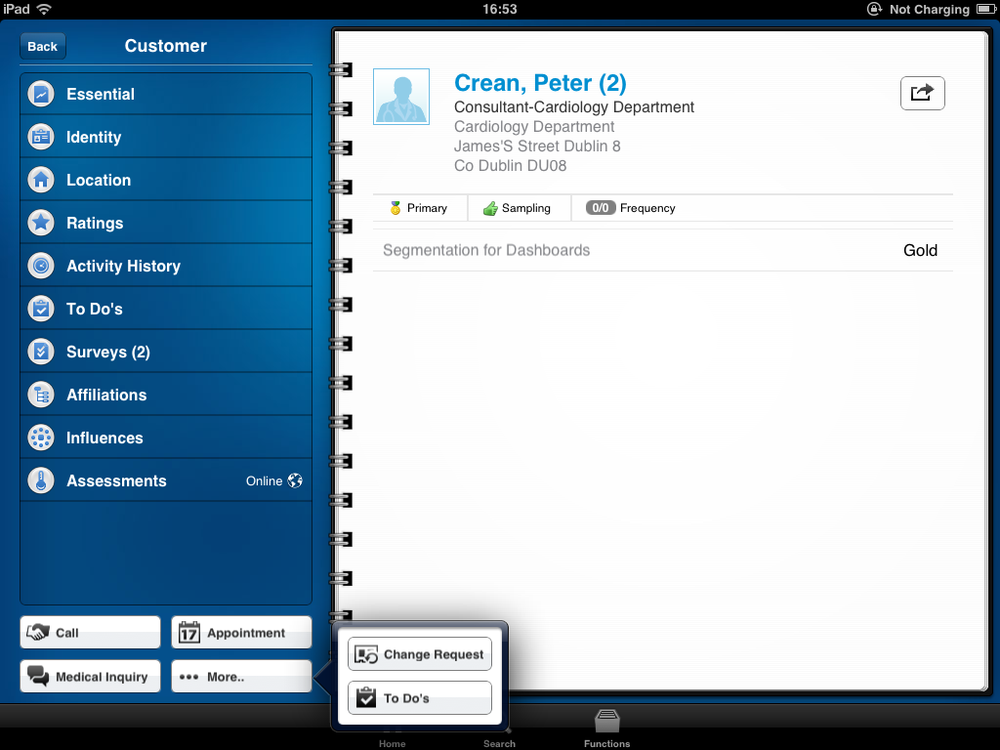 iPad 16:53 Not Charging
Back Customer
Essential
Identity
Location
Ratings
Activity History
To Do's
Surveys (2)
Affiliations
Influences
Assessments Online
Call
17 Appointment
Medical Inquiry
More..
Crean, Peter (2)
Consultant-Cardiology Department
Cardiology Department
James'S Street Dublin 8
Co Dublin DU08
Primary Sampling 0/0 Frequency
Segmentation for Dashboards Gold
Change Request
To Do's
Home Search Functions